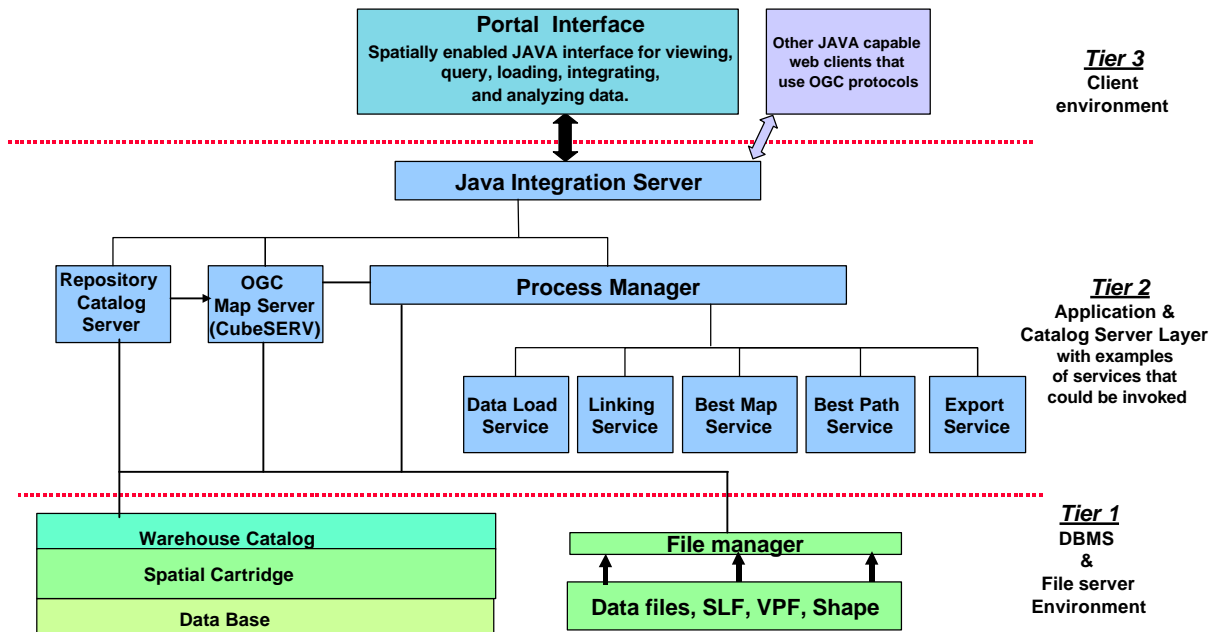 Portal Interface
Spatially enabled JAVA interface for viewing,
query, loading, integrating,
and analyzing data.
Other JAVA capable
web clients that
use OGC protocols
Tier 3
Client
environment
Java Integration Server
Repository
Catalog
Server
OGC
Map Server
(CubeSERV)
Process Manager
Tier 2
Application &
Catalog Server Layer
with examples
of services that
could be invoked
Data Load
Service
Linking
Service
Best Map
Service
Best Path
Service
Export
Service
Warehouse Catalog
Spatial Cartridge
Data Base
File manager
Data files, SLF, VPF, Shape
Tier 1
DBMS
&
File server
Environment